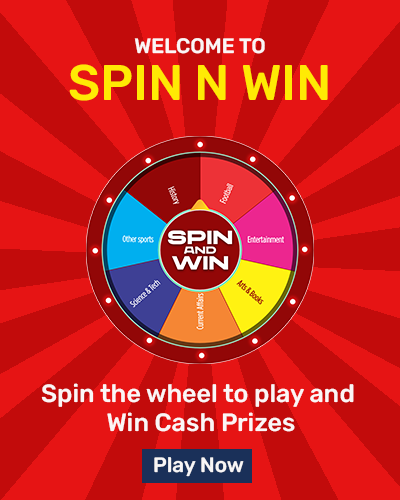 WELCOME TO
SPIN N WIN
History
Football
Other sports
SPIN
AND
WIN
Entertainment
Science & Tech
Arts & Books
Current Affairs
Spin the wheel to play and
Win Cash Prizes
Play Now